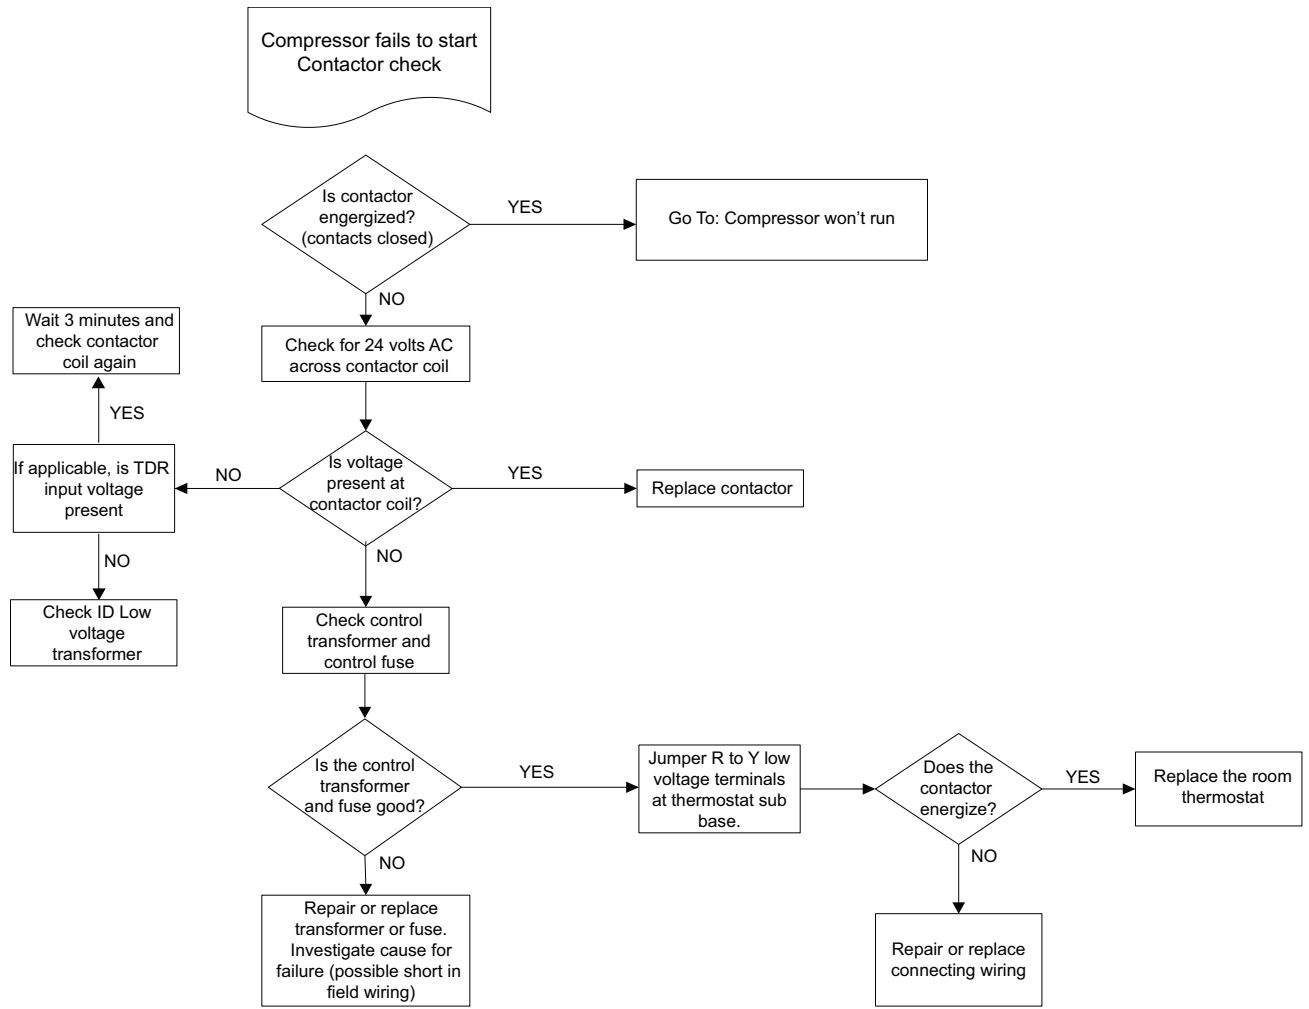 Compressor fails to start
Contactor check
Is contactor
engergized?
(contacts closed)
YES
Go To: Compressor won’t run
NO
Wait 3 minutes and
check contactor
coil again
Check for 24 volts AC
across contactor coil
YES
If applicable, is TDR
input voltage
present
NO
Is voltage
present at
contactor coil?
YES
Replace contactor
NO
NO
Check ID Low
voltage
transformer
Check control
transformer and
control fuse
Is the control
transformer
and fuse good?
YES
Jumper R to Y low
voltage terminals
at thermostat sub
base.
Does the
contactor
energize?
YES
Replace the room
thermostat
NO
NO
Repair or replace
transformer or fuse.
Investigate cause for
failure (possible short in
field wiring)
Repair or replace
connecting wiring